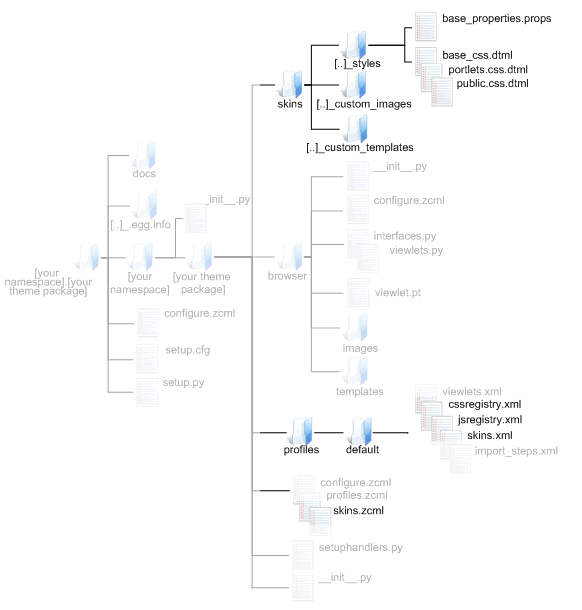 base_properties.props
[..]_styles
base_css.dtml
portlets.css.dtml
public.css.dtml
skins
[..]_custom_images
[..]_custom_templates
docs
__init__.py
[..]_.egg.info
_init__.py
configure.zcml
interfaces.py
viewlets.py
[your
namespace].[your
theme package]
[your
namespace]
[your theme
package]
browser
viewlet.pt
configure.zcml
images
setup.cfg
setup.py
templates
viewlets.xml
cssregistry.xml
jsregistry.xml
skins.xml
import_steps.xml
profiles
default
configure.zcml
profiles.zcml
skins.zcml
setuphandlers.py
__init__.py